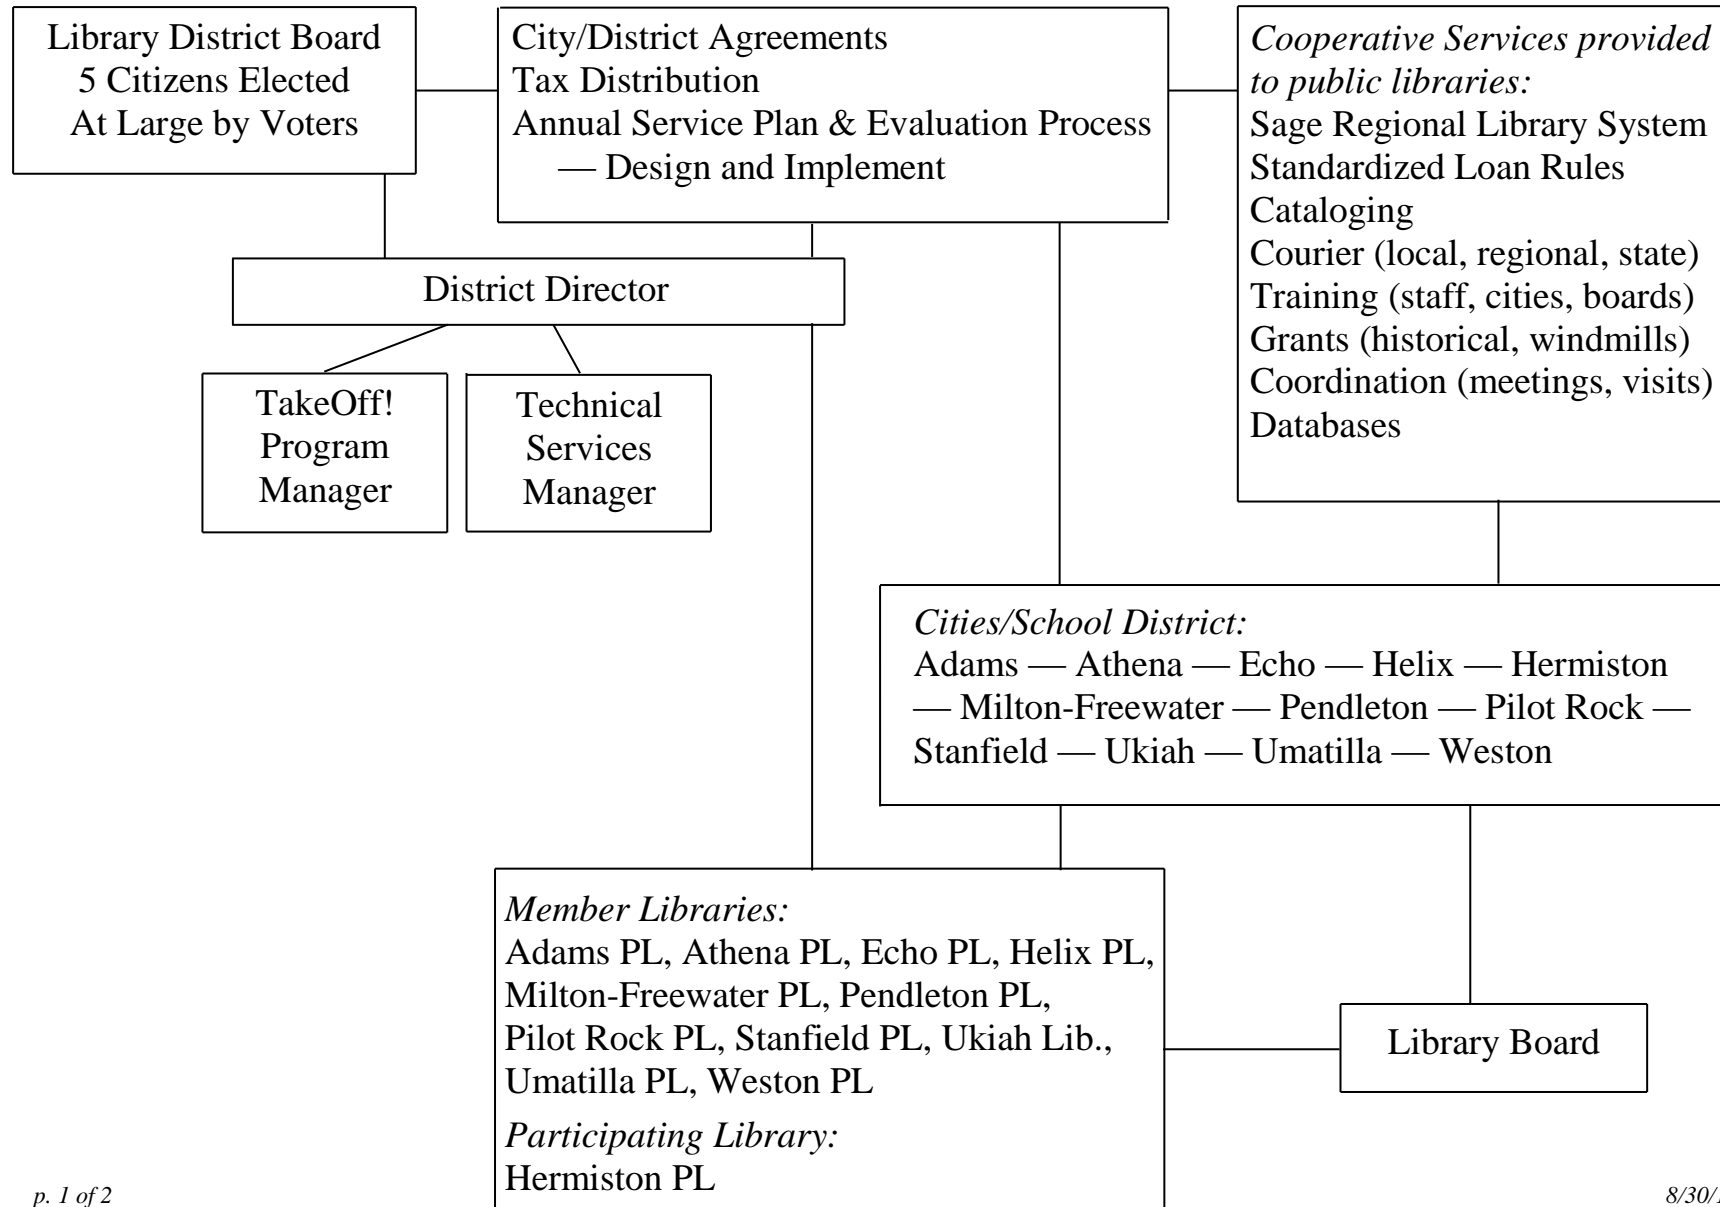 Library District Board
5 Citizens Elected
At Large by Voters
City/District Agreements
Tax Distribution
Annual Service Plan & Evaluation Process
— Design and Implement
Cooperative Services provided
to public libraries:
Sage Regional Library System
Standardized Loan Rules
Cataloging
Courier (local, regional, state)
Training (staff, cities, boards)
Grants (historical, windmills)
Coordination (meetings, visits)
Databases
District Director
TakeOff!
Program
Manager
Technical
Services
Manager
Cities/School District:
Adams — Athena — Echo — Helix — Hermiston
— Milton-Freewater — Pendleton — Pilot Rock —
Stanfield — Ukiah — Umatilla — Weston
Member Libraries:
Adams PL, Athena PL, Echo PL, Helix PL,
Milton-Freewater PL, Pendleton PL,
Pilot Rock PL, Stanfield PL, Ukiah Lib.,
Umatilla PL, Weston PL
Participating Library:
Hermiston PL
Library Board
p. 1 of 2
8/30/